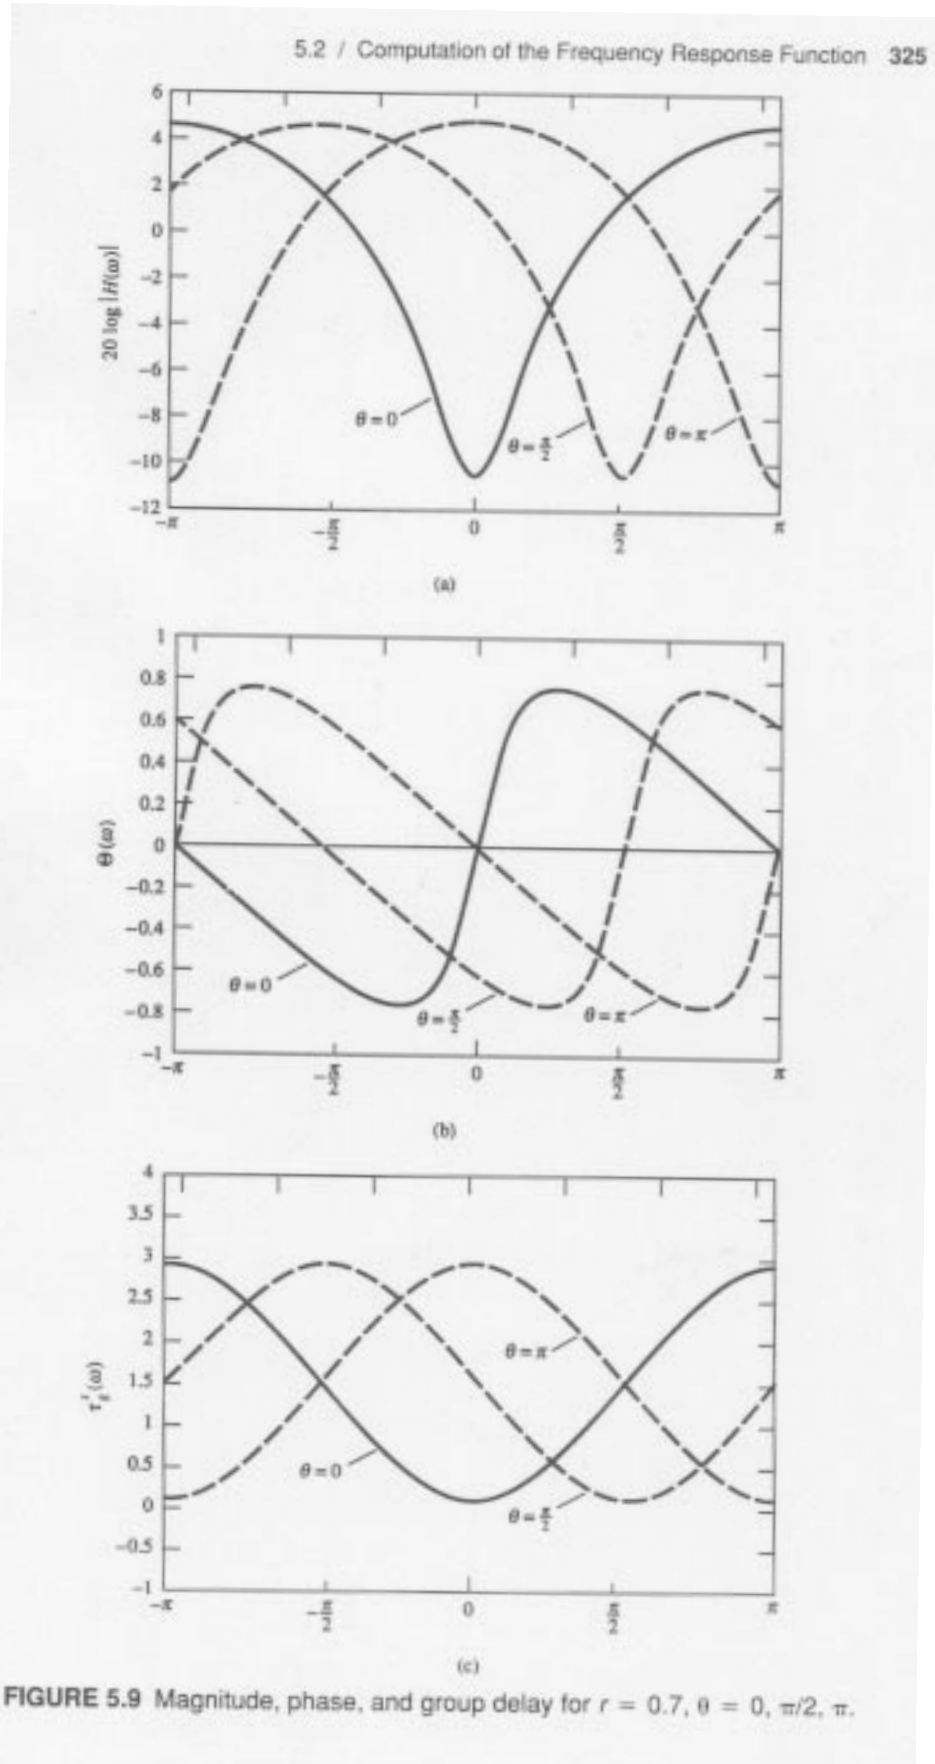 5.2 / Computation of the Frequency Response Function 325
6
4
2
0
−2
−4
−6
−8
−10
−12
20 log |H(ω)|
θ = 0
θ = π/2
θ = π
−π
−π/2
0
π/2
π
(a)
1
0.8
0.6
0.4
0.2
0
−0.2
−0.4
−0.6
−0.8
−1
Θ(ω)
θ = 0
θ = π/2
θ = π
−π
−π/2
0
π/2
π
(b)
4
3.5
3
2.5
2
1.5
1
0.5
0
−0.5
−1
θ = π
θ = 0
θ = π/2
−π
−π/2
0
π/2
π
(c)
FIGURE 5.9 Magnitude, phase, and group delay for r = 0.7, θ = 0, π/2, π.